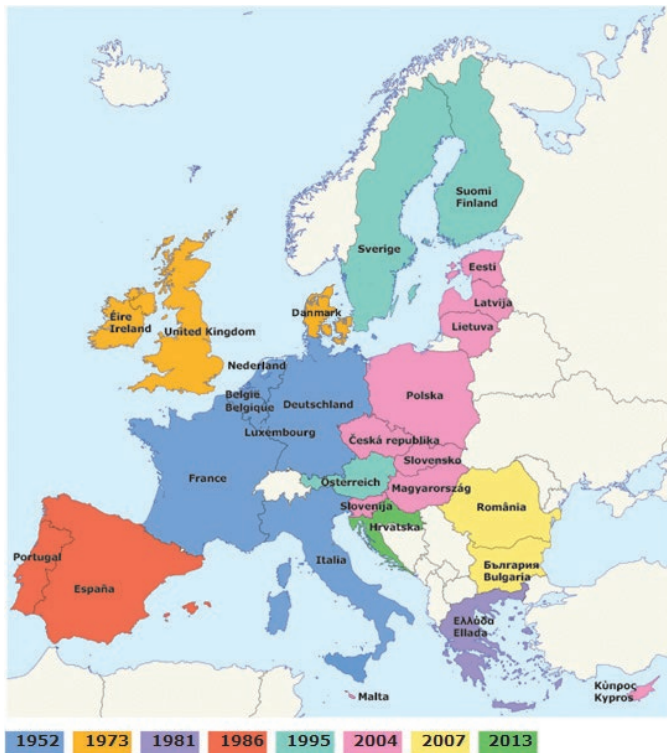 Suomi
Finland
Sverige
Eesti
Latvija
Lietuva
Danmark
Éire
Ireland
United Kingdom
Nederland
België
Belgique
Deutschland
Luxembourg
Polska
Česká republika
Slovensko
France
Österreich
Magyarország
Slovenija
Hrvatska
România
Portugal
España
Italia
България
Bulgaria
Ελλάδα
Ellada
Malta
Κύπρος
Kypros
1952 1973 1981 1986 1995 2004 2007 2013